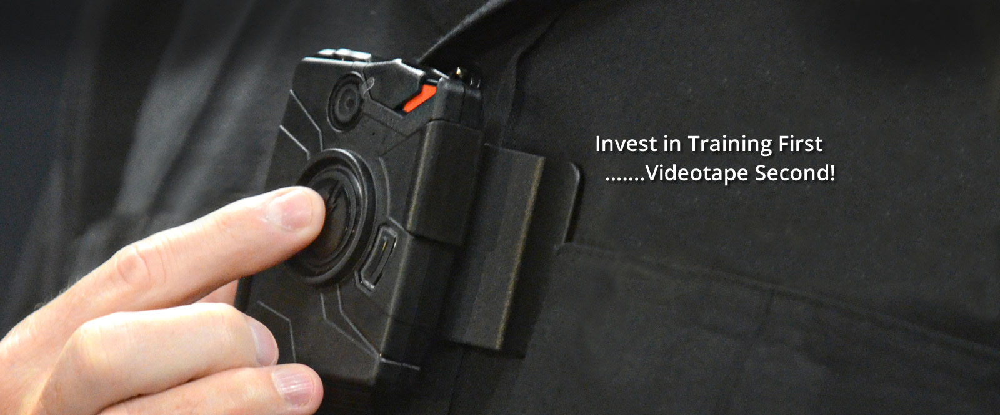 Invest in Training First
.......Videotape Second!